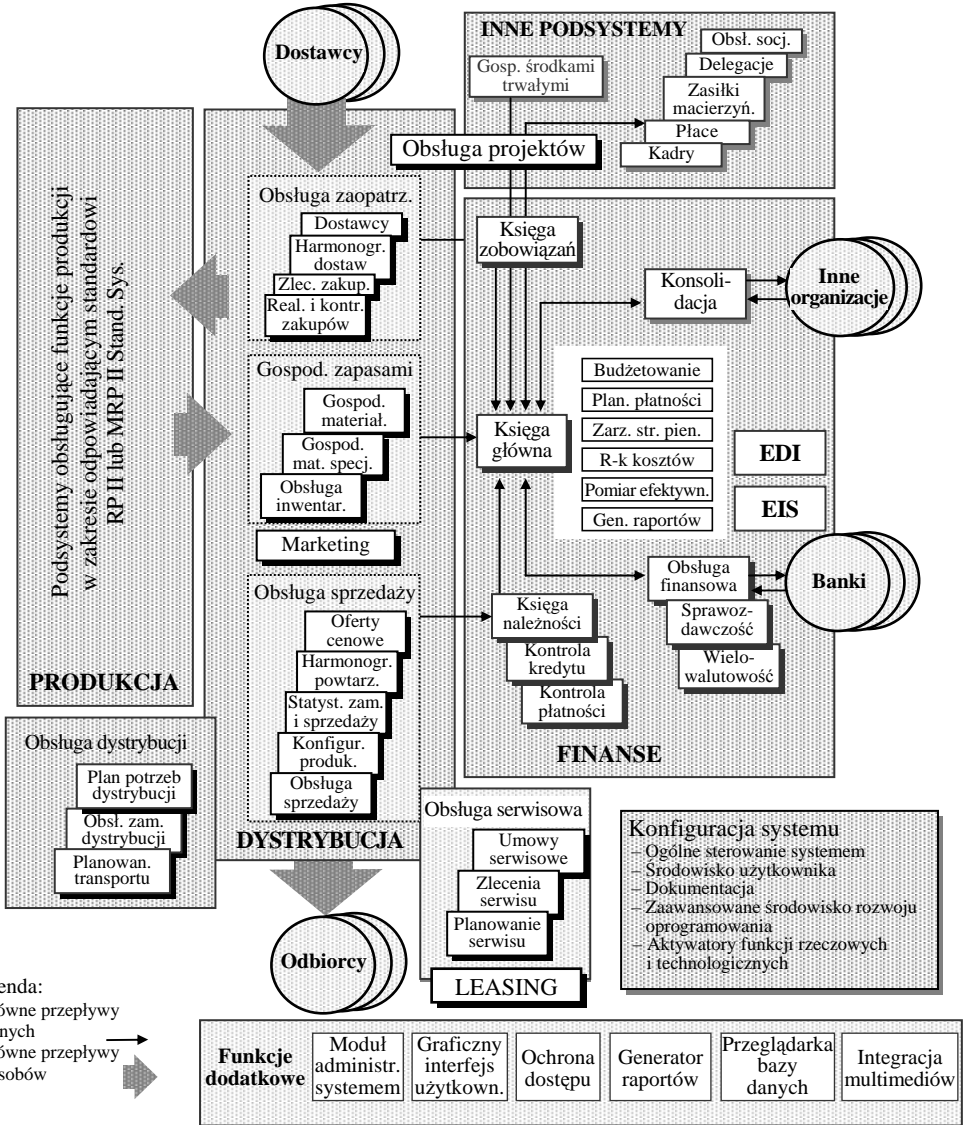 Dostawcy
INNE PODSYSTEMY
Gosp. środkami
trwałymi
Obsł. socj.
Delegacje
Zasiłki
macierzyń.
Płace
Kadry
Obsługa projektów
Podsystemy obsługujące funkcje produkcji
w zakresie odpowiadającym standardowi
RP II lub MRP II Stand. Sys.
PRODUKCJA
Obsługa zaopatrz.
Dostawcy
Harmonogr.
dostaw
Zlec. zakup.
Real. i kontr.
zakupów
Gospod. zapasami
Gospod.
materiał.
Gospod.
mat. specj.
Obsługa
inwentar.
Marketing
Obsługa sprzedaży
Oferty
cenowe
Harmonogr.
powtarz.
Statyst. zam.
i sprzedaży
Konfigur.
produk.
Obsługa
sprzedaży
DYSTRYBUCJA
Księga
zobowiązań
Konsoli-
dacja
Inne
organizacje
Budżetowanie
Plan. płatności
Zarz. str. pien.
R-k kosztów
Pomiar efektywn.
Gen. raportów
Księga
główna
EDI
EIS
Obsługa
finansowa
Sprawoz-
dawczość
Wielo-
walutowość
Banki
Księga
należności
Kontrola
kredytu
Kontrola
płatności
FINANSE
Obsługa dystrybucji
Plan potrzeb
dystrybucji
Obsł. zam.
dystrybucji
Planowan.
transportu
Obsługa serwisowa
Umowy
serwisowe
Zlecenia
serwisu
Planowanie
serwisu
LEASING
Odbiorcy
Konfiguracja systemu
– Ogólne sterowanie systemem
– Środowisko użytkownika
– Dokumentacja
– Zaawansowane środowisko rozwoju
oprogramowania
– Aktywatory funkcji rzeczowych
i technologicznych
enda:
ówne przepływy
nych
ówne przepływy
sobów
Funkcje
dodatkowe
Moduł
administr.
systemem
Graficzny
interfejs
użytkown.
Ochrona
dostępu
Generator
raportów
Przeglądarka
bazy
danych
Integracja
multimediów